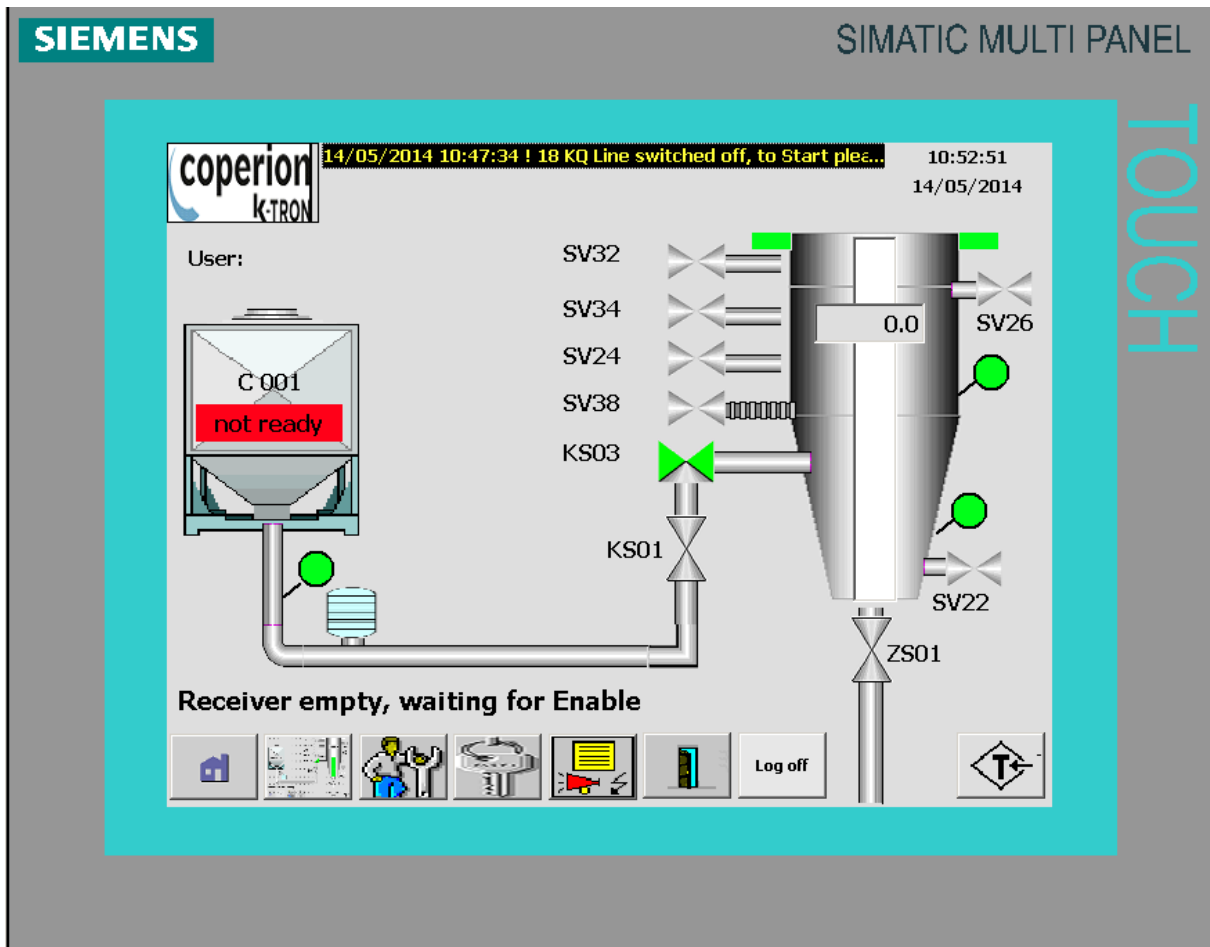 SIEMENS
SIMATIC MULTI PANEL
TOUCH
coperion
K-TRON
14/05/2014 10:47:34 ! 18 KQ Line switched off, to Start plea...
10:52:51
14/05/2014
User:
SV32
SV34
SV24
SV38
KS03
0.0
SV26
C 001
not ready
KS01
SV22
ZS01
Receiver empty, waiting for Enable
Log off
T